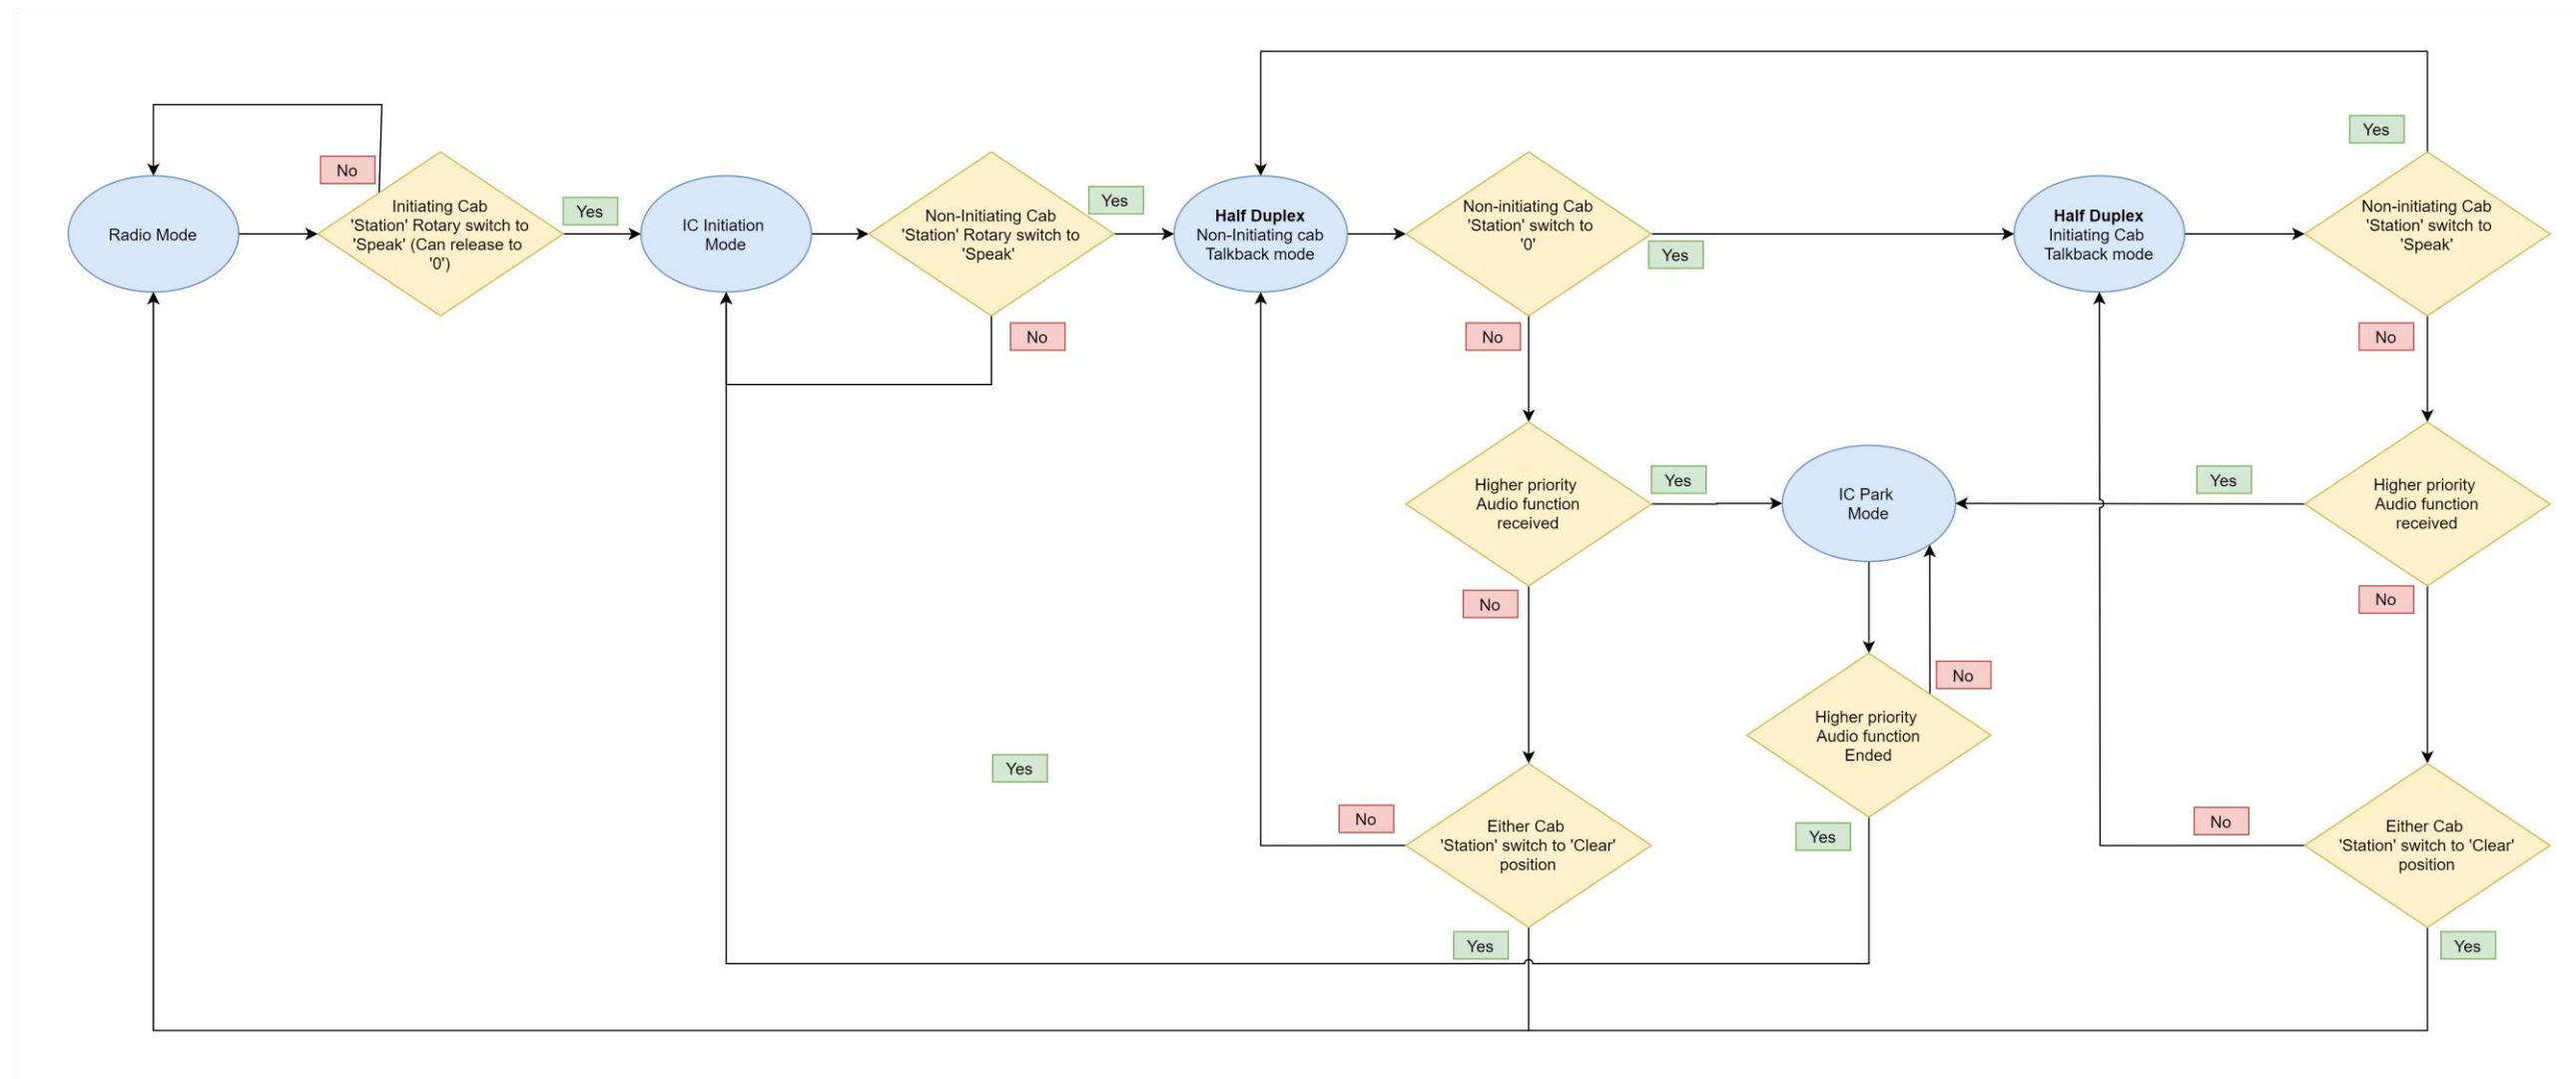 Yes
No
Radio Mode
Initiating Cab
'Station' Rotary switch to
'Speak' (Can release to
'0')
Yes
IC Initiation
Mode
Non-Initiating Cab
'Station' Rotary switch to
'Speak'
Yes
No
Half Duplex
Non-Initiating cab
Talkback mode
Non-initiating Cab
'Station' switch to
'0'
Yes
No
Half Duplex
Initiating Cab
Talkback mode
Non-initiating Cab
'Station' switch to
'Speak'
No
Higher priority
Audio function
received
Yes
No
IC Park
Mode
Yes
Higher priority
Audio function
received
No
No
Higher priority
Audio function
Ended
Yes
Yes
No
Either Cab
'Station' switch to 'Clear'
position
Yes
No
Either Cab
'Station' switch to 'Clear'
position
Yes